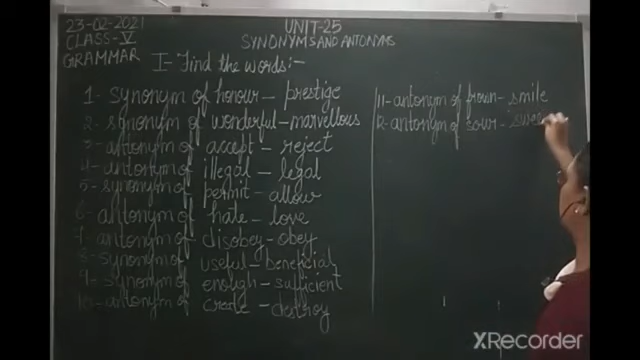 23-02-2021
CLASS-V
GRAMMAR
UNIT-25
SYNONYMS AND ANTONYMS
I- Find the words:-
1- synonym of honour - prestige
2- synonym of wonderful - marvellous
3- antonym of accept - reject
4- antonym of illegal - legal
5- synonym of permit - allow
6- antonym of hate - love
7- antonym of disobey - obey
8- synonym of useful - beneficial
9- synonym of enough - sufficient
10- antonym of create - destroy
11- antonym of frown - smile
12- antonym of sour -
XRecorder